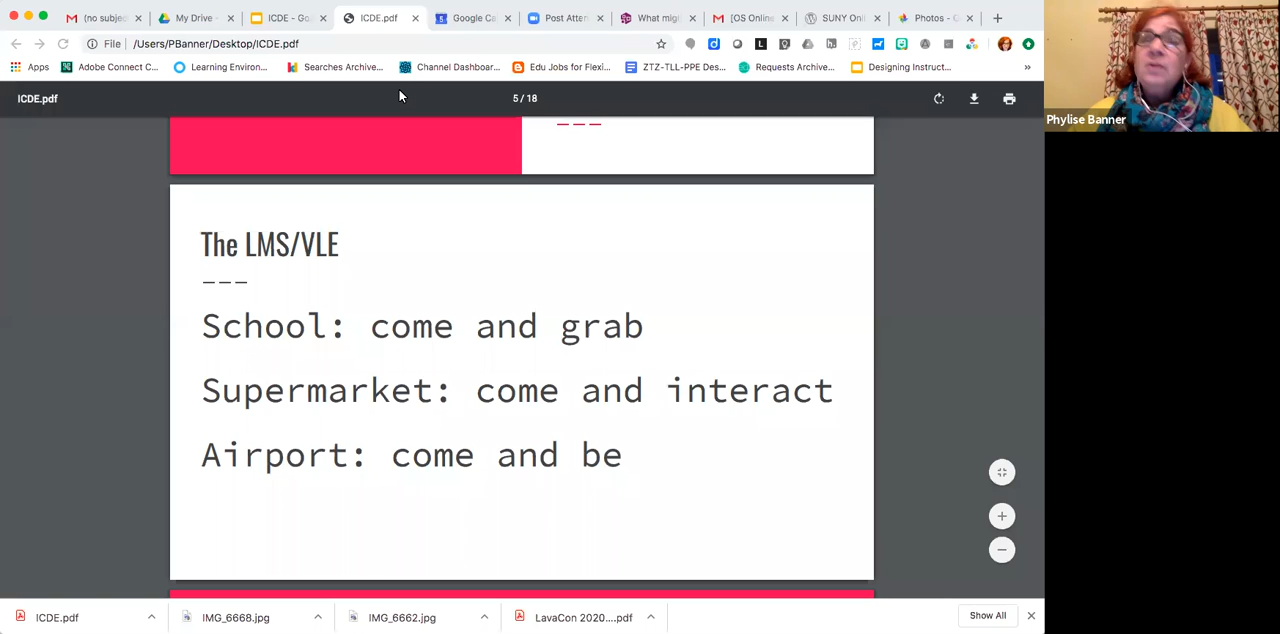 (no subjec
My Drive -
ICDE - Go
ICDE.pdf
Google Ca
Post Atten
What migl
[OS Online
SUNY Onl
Photos - G
File
/Users/PBanner/Desktop/ICDE.pdf
Apps
Adobe Connect C...
Learning Environ...
Searches Archive...
Channel Dashboar...
Edu Jobs for Flexi...
ZTZ-TLL-PPE Des...
Requests Archive...
Designing Instruct...
»
ICDE.pdf
5 / 18
Phylise Banner
The LMS/VLE
School: come and grab
Supermarket: come and interact
Airport: come and be
ICDE.pdf
IMG_6668.jpg
IMG_6662.jpg
LavaCon 2020....pdf
Show All